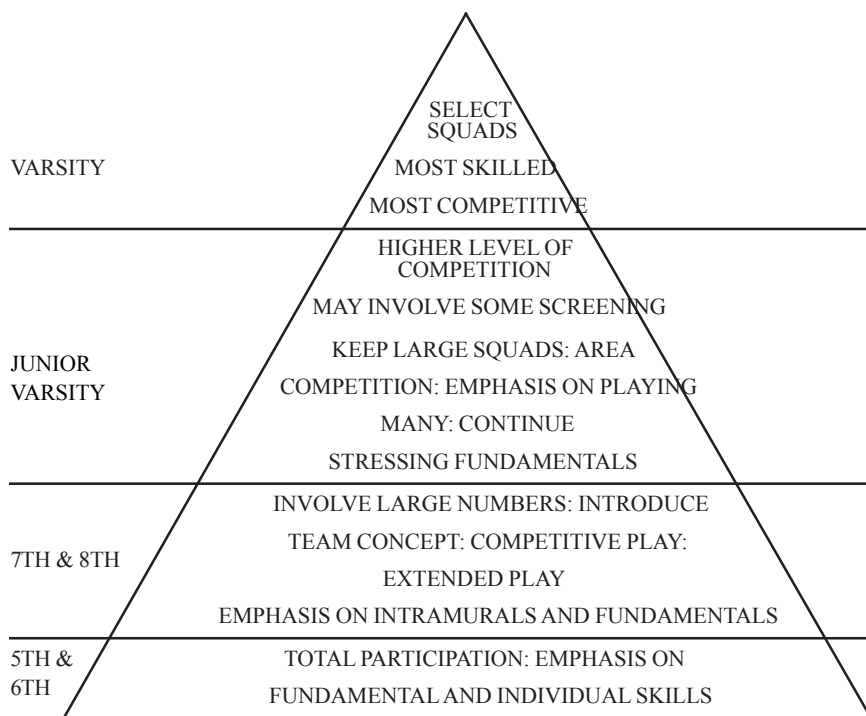 SELECT
SQUADS
VARSITY
MOST SKILLED
MOST COMPETITIVE
HIGHER LEVEL OF
COMPETITION
MAY INVOLVE SOME SCREENING
KEEP LARGE SQUADS: AREA
JUNIOR
VARSITY
COMPETITION: EMPHASIS ON PLAYING
MANY: CONTINUE
STRESSING FUNDAMENTALS
INVOLVE LARGE NUMBERS: INTRODUCE
TEAM CONCEPT: COMPETITIVE PLAY:
7TH & 8TH
EXTENDED PLAY
EMPHASIS ON INTRAMURALS AND FUNDAMENTALS
5TH &
6TH
TOTAL PARTICIPATION: EMPHASIS ON
FUNDAMENTAL AND INDIVIDUAL SKILLS